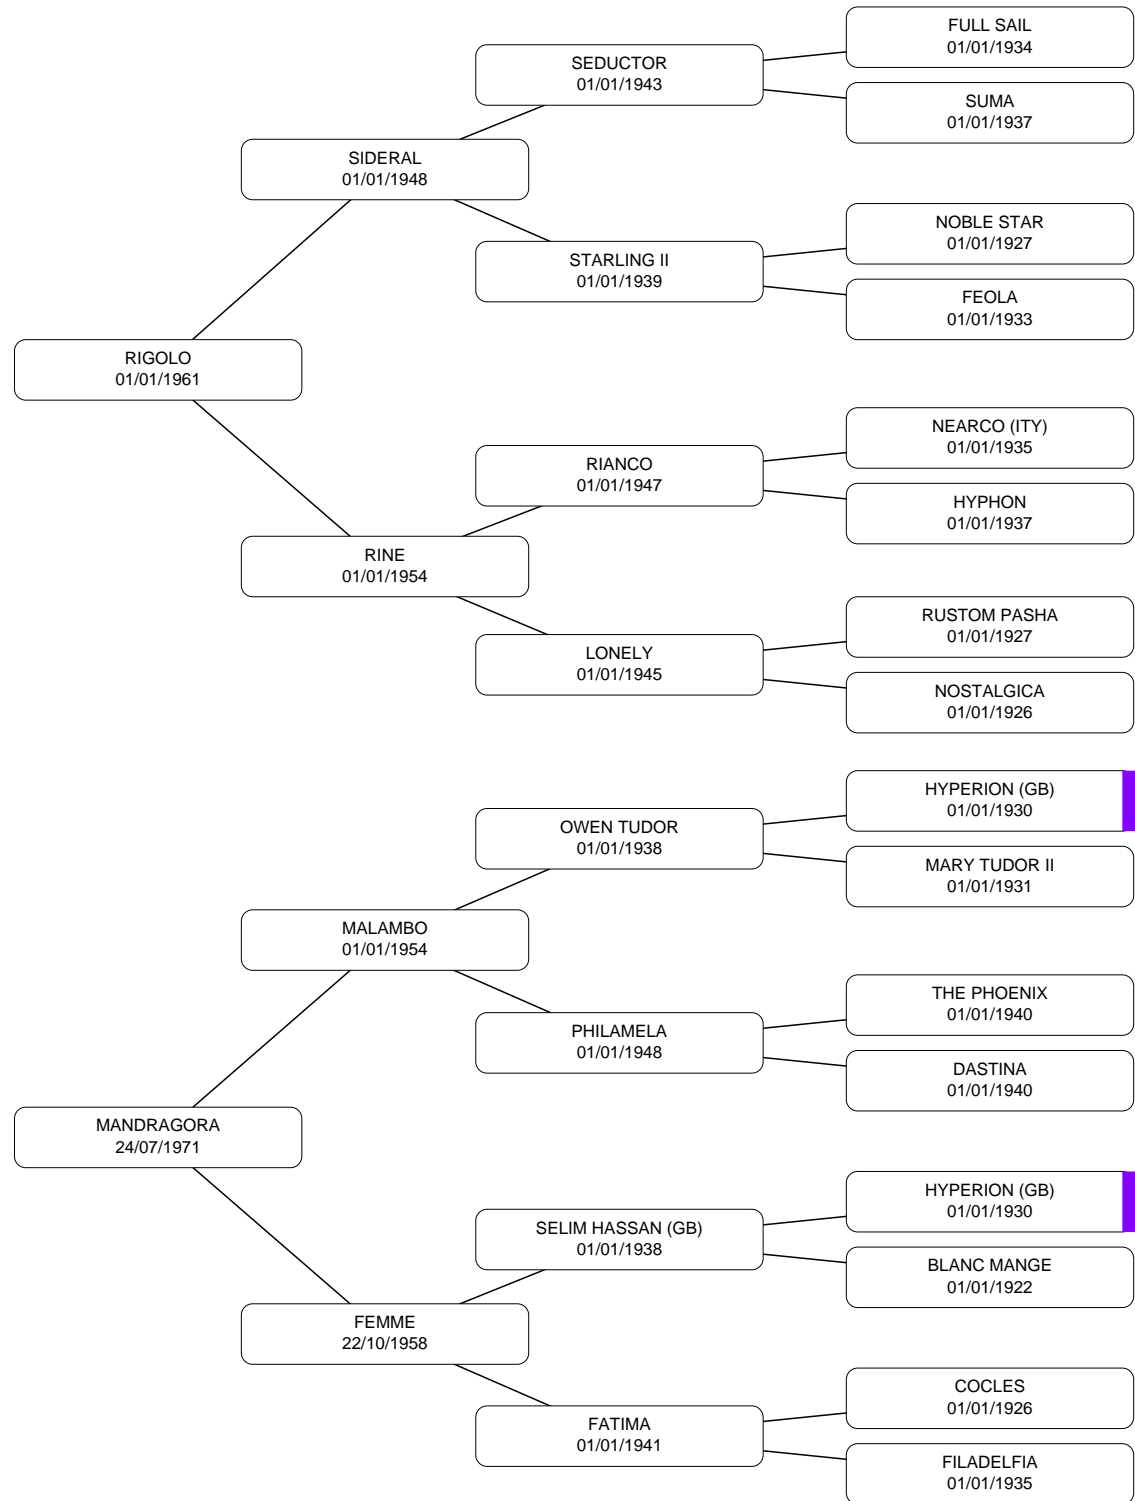 FULL SAIL
01/01/1934
SEDUCTOR
01/01/1943
SUMA
01/01/1937
SIDERAL
01/01/1948
NOBLE STAR
01/01/1927
STARLING II
01/01/1939
FEOLA
01/01/1933
RIGOLO
01/01/1961
NEARCO (ITY)
01/01/1935
RIANCO
01/01/1947
HYPHON
01/01/1937
RINE
01/01/1954
RUSTOM PASHA
01/01/1927
LONELY
01/01/1945
NOSTALGICA
01/01/1926
HYPERION (GB)
01/01/1930
OWEN TUDOR
01/01/1938
MARY TUDOR II
01/01/1931
MALAMBO
01/01/1954
THE PHOENIX
01/01/1940
PHILAMELA
01/01/1948
DASTINA
01/01/1940
MANDRAGORA
24/07/1971
HYPERION (GB)
01/01/1930
SELIM HASSAN (GB)
01/01/1938
BLANC MANGE
01/01/1922
FEMME
22/10/1958
COCLES
01/01/1926
FATIMA
01/01/1941
FILADELFIA
01/01/1935